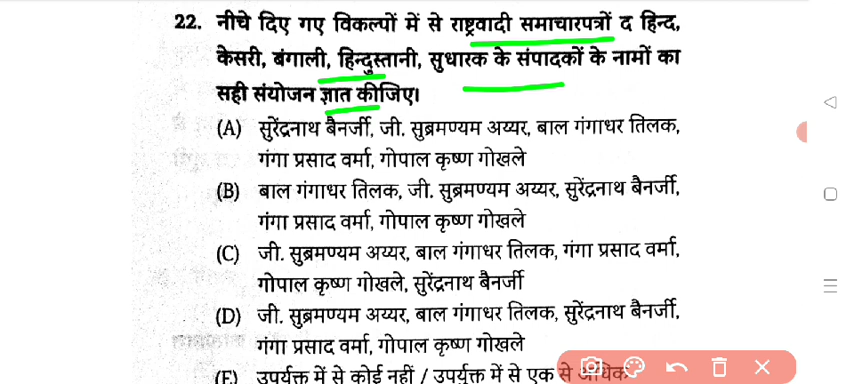 22. नीचे दिए गए विकल्पों में से राष्ट्रवादी समाचारपत्रों द हिन्द,
केसरी, बंगाली, हिन्दुस्तानी, सुधारक के संपादकों के नामों का
सही संयोजन ज्ञात कीजिए।
(A) सुरेंद्रनाथ बैनर्जी, जी. सुब्रमण्यम अय्यर, बाल गंगाधर तिलक,
गंगा प्रसाद वर्मा, गोपाल कृष्ण गोखले
(B) बाल गंगाधर तिलक, जी. सुब्रमण्यम अय्यर, सुरेंद्रनाथ बैनर्जी,
गंगा प्रसाद वर्मा, गोपाल कृष्ण गोखले
(C) जी. सुब्रमण्यम अय्यर, बाल गंगाधर तिलक, गंगा प्रसाद वर्मा,
गोपाल कृष्ण गोखले, सुरेंद्रनाथ बैनर्जी
(D) जी. सुब्रमण्यम अय्यर, बाल गंगाधर तिलक, सुरेंद्रनाथ बैनर्जी,
गंगा प्रसाद वर्मा, गोपाल कृष्ण गोखले
(E) उपर्युक्त में से कोई नहीं / उपर्युक्त में से एक से अधिक